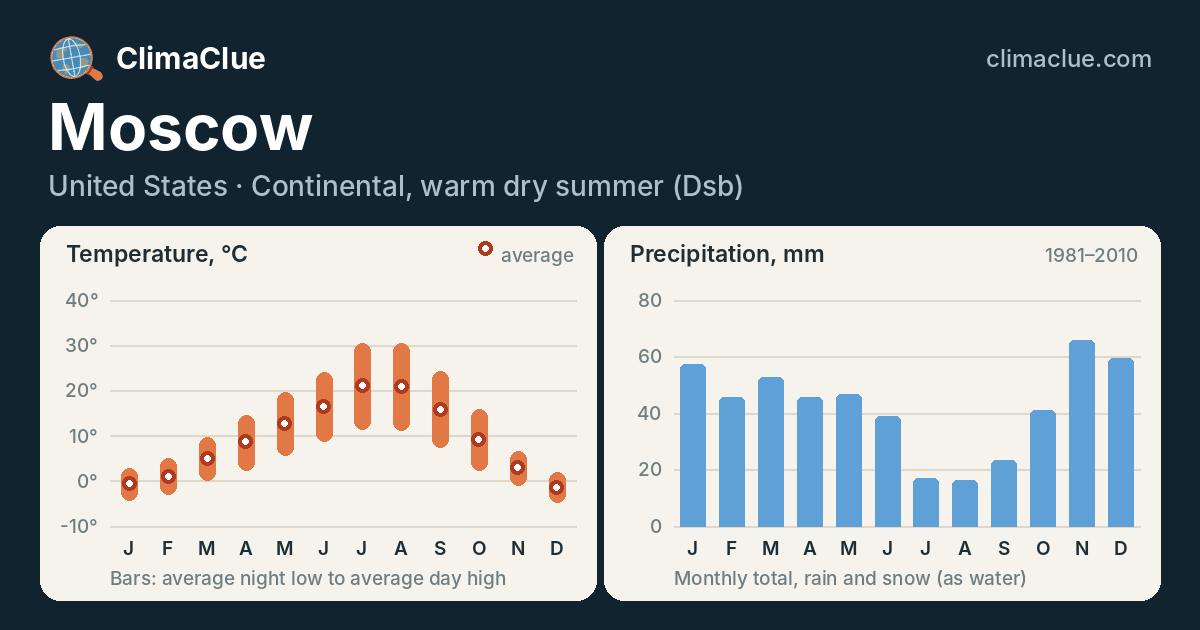 ClimaClue
climaclue.com
Moscow
United States · Continental, warm dry summer (Dsb)
Temperature, °C
average
40°
30°
20°
10°
0°
-10°
J F M A M J J A S O N D
Bars: average night low to average day high
Precipitation, mm
1981–2010
80
60
40
20
0
J F M A M J J A S O N D
Monthly total, rain and snow (as water)